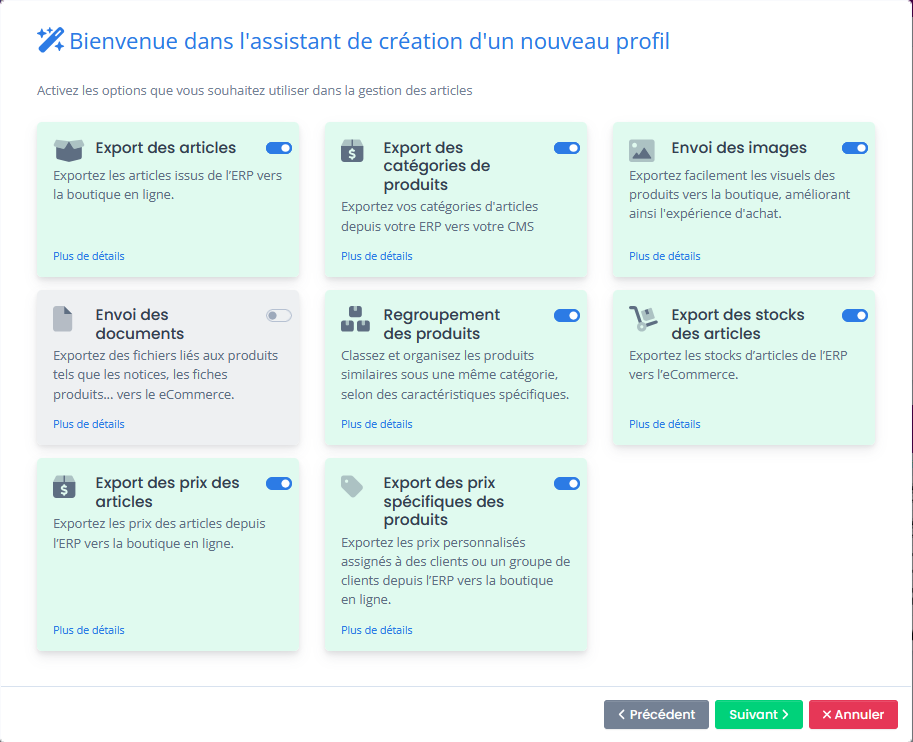 Bienvenue dans l'assistant de création d'un nouveau profil
Activez les options que vous souhaitez utiliser dans la gestion des articles
Export des articles
Exportez les articles issus de l’ERP vers
la boutique en ligne.
Plus de détails
Export des
catégories de
produits
Exportez vos catégories d'articles
depuis votre ERP vers votre CMS
Plus de détails
Envoi des images
Exportez facilement les visuels des
produits vers la boutique, améliorant
ainsi l'expérience d'achat.
Plus de détails
Envoi des
documents
Exportez des fichiers liés aux produits
tels que les notices, les fiches
produits... vers le eCommerce.
Plus de détails
Regroupement
des produits
Classez et organisez les produits
similaires sous une même catégorie,
selon des caractéristiques spécifiques.
Plus de détails
Export des stocks
des articles
Exportez les stocks d’articles de l’ERP
vers l’eCommerce.
Plus de détails
Export des prix des
articles
Exportez les prix des articles depuis
l’ERP vers la boutique en ligne.
Plus de détails
Export des prix
spécifiques des
produits
Exportez les prix personnalisés
assignés à des clients ou un groupe de
clients depuis l’ERP vers la boutique
en ligne.
Plus de détails
Précédent
Suivant
Annuler